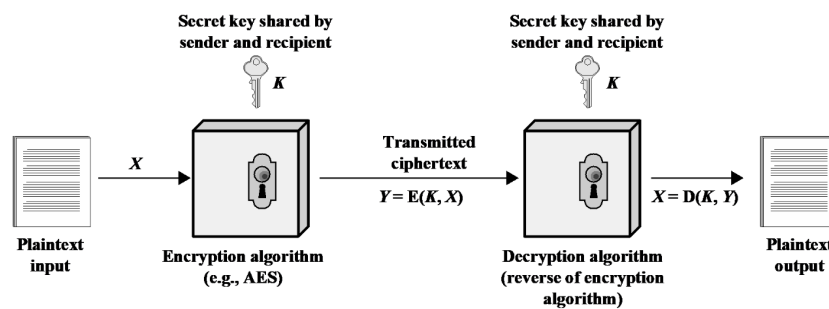 Secret key shared by
sender and recipient
K
Secret key shared by
sender and recipient
K
X
Transmitted
ciphertext
Y = E(K, X)
X = D(K, Y)
Plaintext
input
Encryption algorithm
(e.g., AES)
Decryption algorithm
(reverse of encryption
algorithm)
Plaintext
output